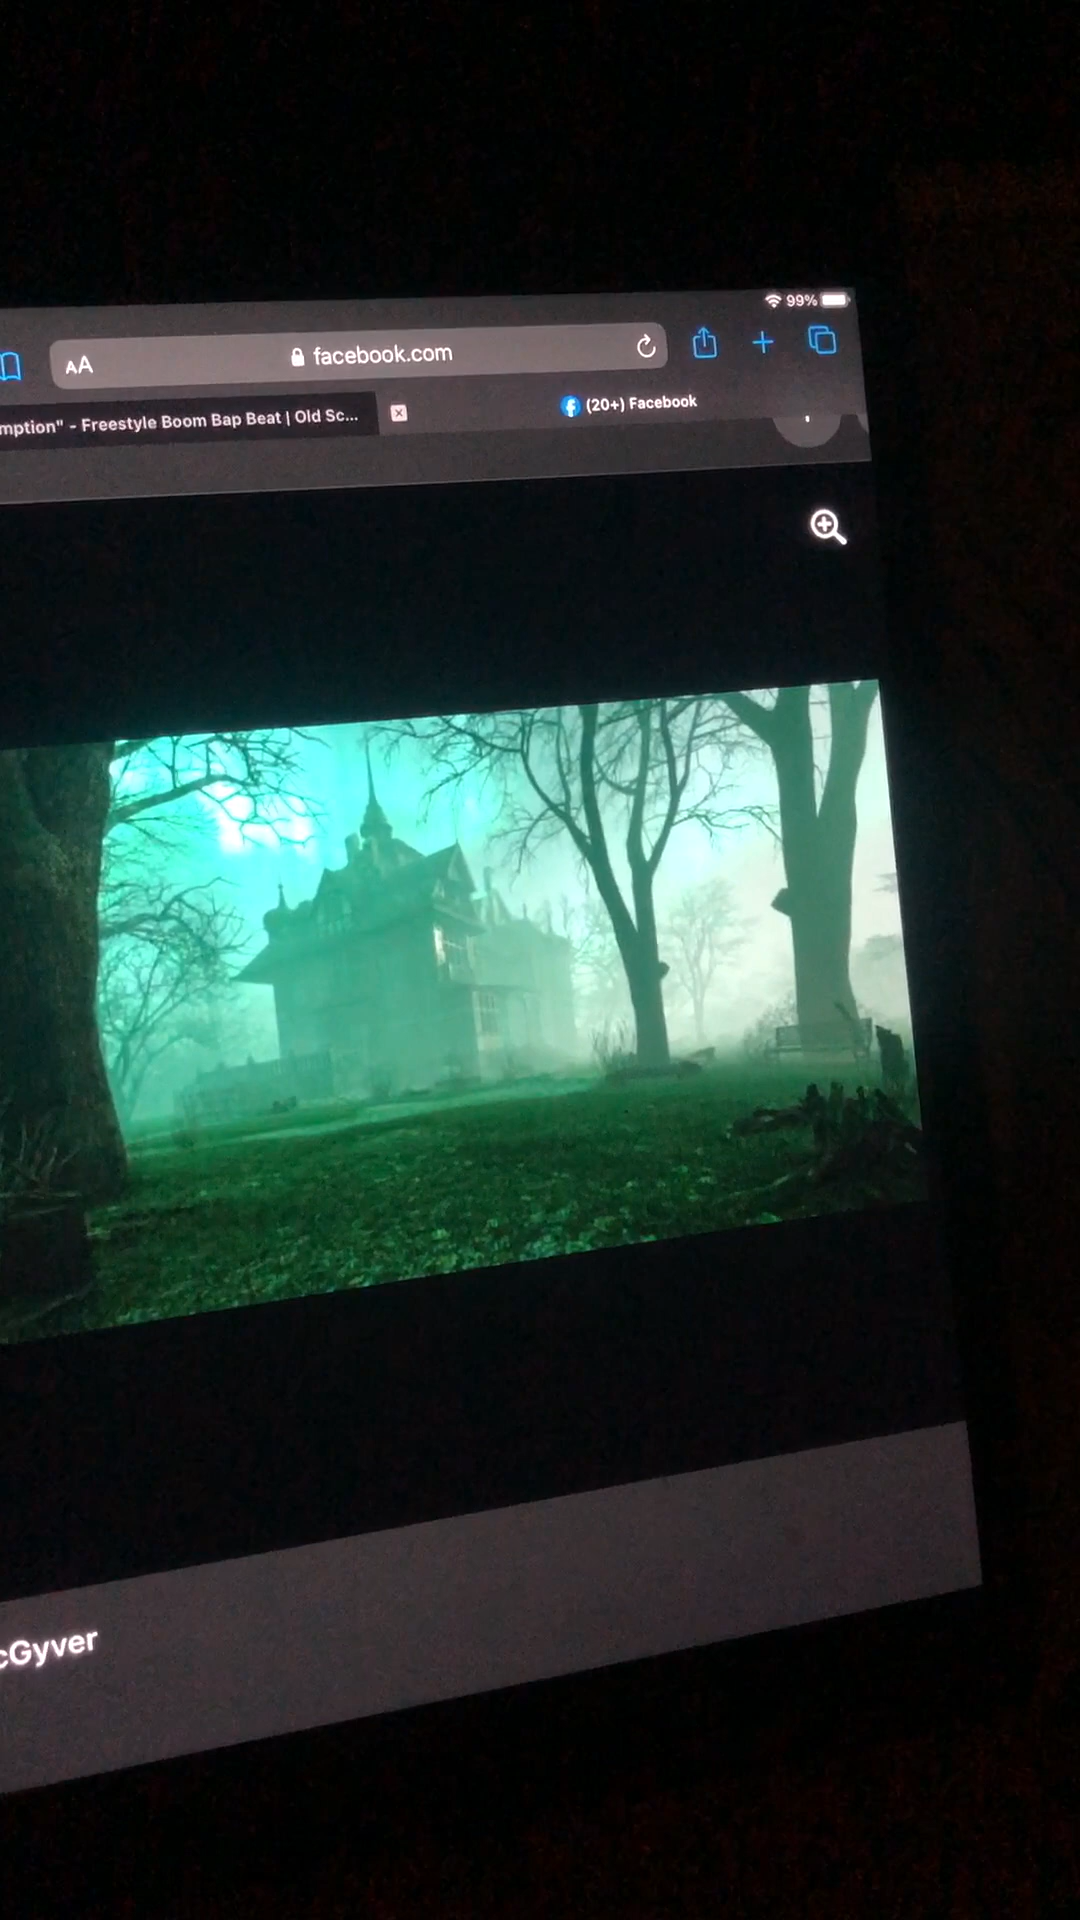 99%
AA facebook.com
mption" - Freestyle Boom Bap Beat | Old Sc...
(20+) Facebook
cGyver